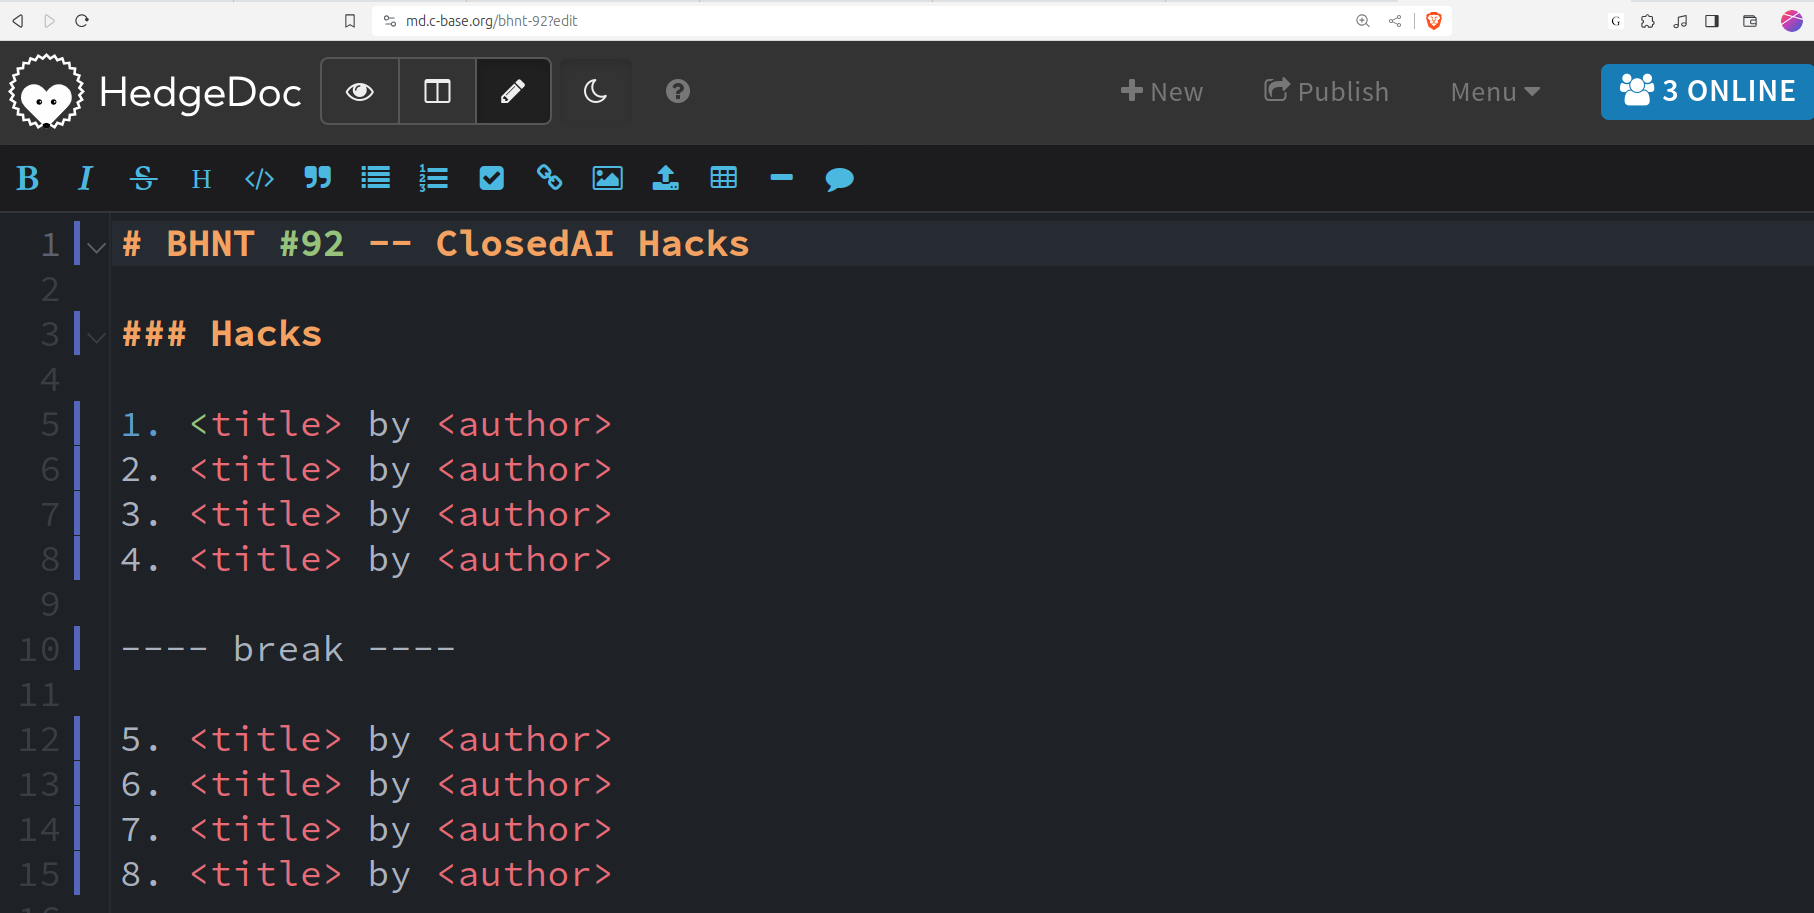 md.c-base.org/bhnt-92?edit
HedgeDoc
New
Publish
Menu
3 ONLINE
B I S H </>
1 # BHNT #92 -- ClosedAI Hacks
2
3 ### Hacks
4
5 1. <title> by <author>
6 2. <title> by <author>
7 3. <title> by <author>
8 4. <title> by <author>
9
10 ---- break ----
11
12 5. <title> by <author>
13 6. <title> by <author>
14 7. <title> by <author>
15 8. <title> by <author>
16